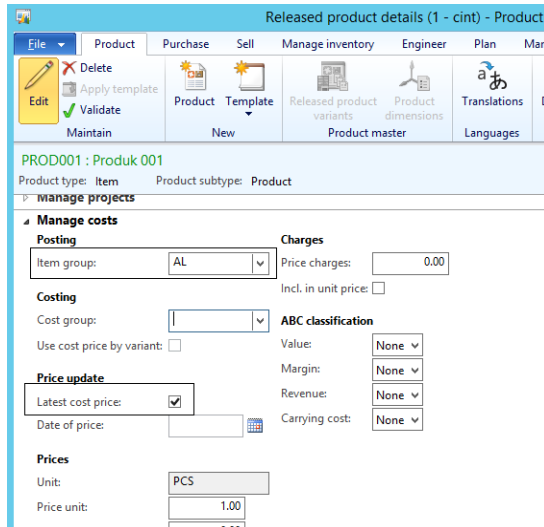 Released product details (1 - cint) - Product
File Product Purchase Sell Manage inventory Engineer Plan
Edit
Delete
Apply template
Validate
Maintain
Product
Template
New
Released product variants
Product dimensions
Product master
Translations
Languages
PROD001 : Produk 001
Product type: Item Product subtype: Product
Manage projects
Manage costs
Posting
Item group: AL
Costing
Cost group:
Use cost price by variant:
Price update
Latest cost price:
Date of price:
Prices
Unit: PCS
Price unit: 1.00
Charges
Price charges: 0.00
Incl. in unit price:
ABC classification
Value: None
Margin: None
Revenue: None
Carrying cost: None